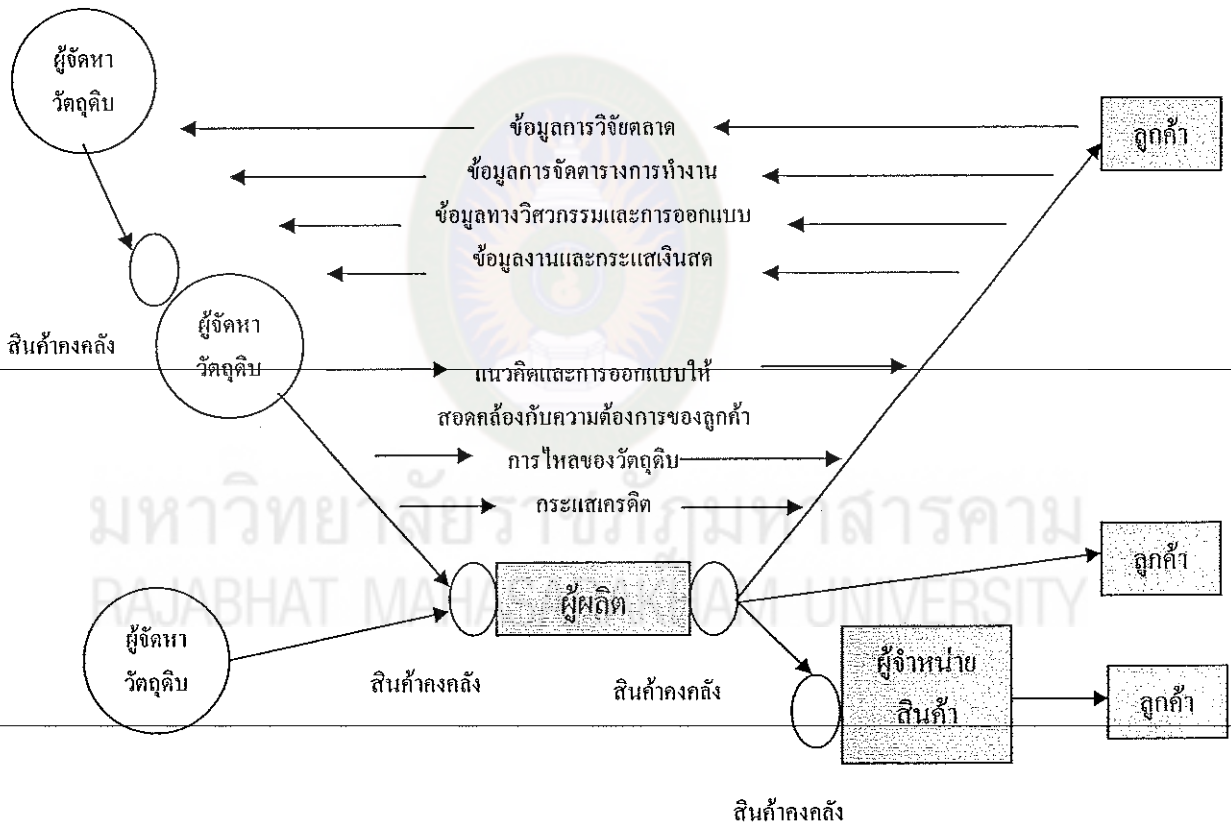 ผู้จัดหา
วัตถุดิบ
ข้อมูลการวิจัยตลาด
ลูกค้า
ข้อมูลการจัดตารางการทำงาน
ข้อมูลทางวิศวกรรมและการออกแบบ
ข้อมูลงานและกระแสเงินสด
สินค้าคงคลัง
ผู้จัดหา
วัตถุดิบ
แนวคิดและการออกแบบให้
สอดคล้องกับความต้องการของลูกค้า
การไหลของวัตถุดิบ
กระแสเครดิต
มหาวิทยาลัยราชภัฏมหาสารคาม
RAJABHAT MAHASARAKHAM UNIVERSITY
ผู้ผลิต
ลูกค้า
ผู้จัดหา
วัตถุดิบ
สินค้าคงคลัง
สินค้าคงคลัง
ผู้จำหน่าย
สินค้า
ลูกค้า
สินค้าคงคลัง